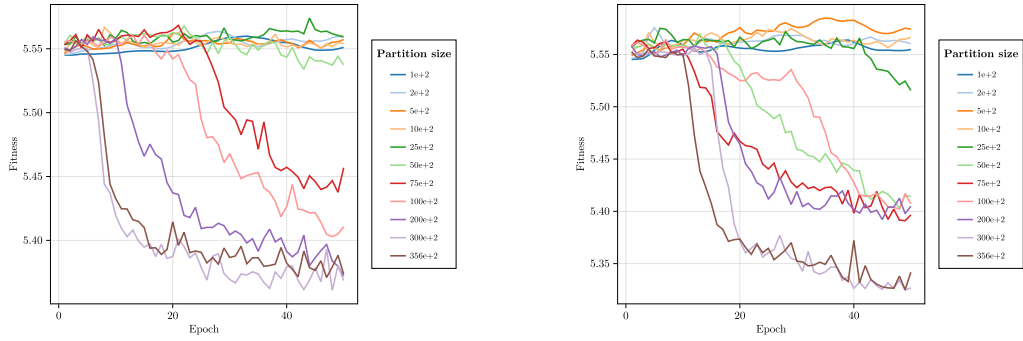 5.55
5.50
5.45
5.40
Fitness
0
20
40
Epoch
Partition size
1e+2
2e+2
5e+2
10e+2
25e+2
50e+2
75e+2
100e+2
200e+2
300e+2
356e+2
5.55
5.50
5.45
5.40
5.35
Fitness
0
20
40
Epoch
Partition size
1e+2
2e+2
5e+2
10e+2
25e+2
50e+2
75e+2
100e+2
200e+2
300e+2
356e+2